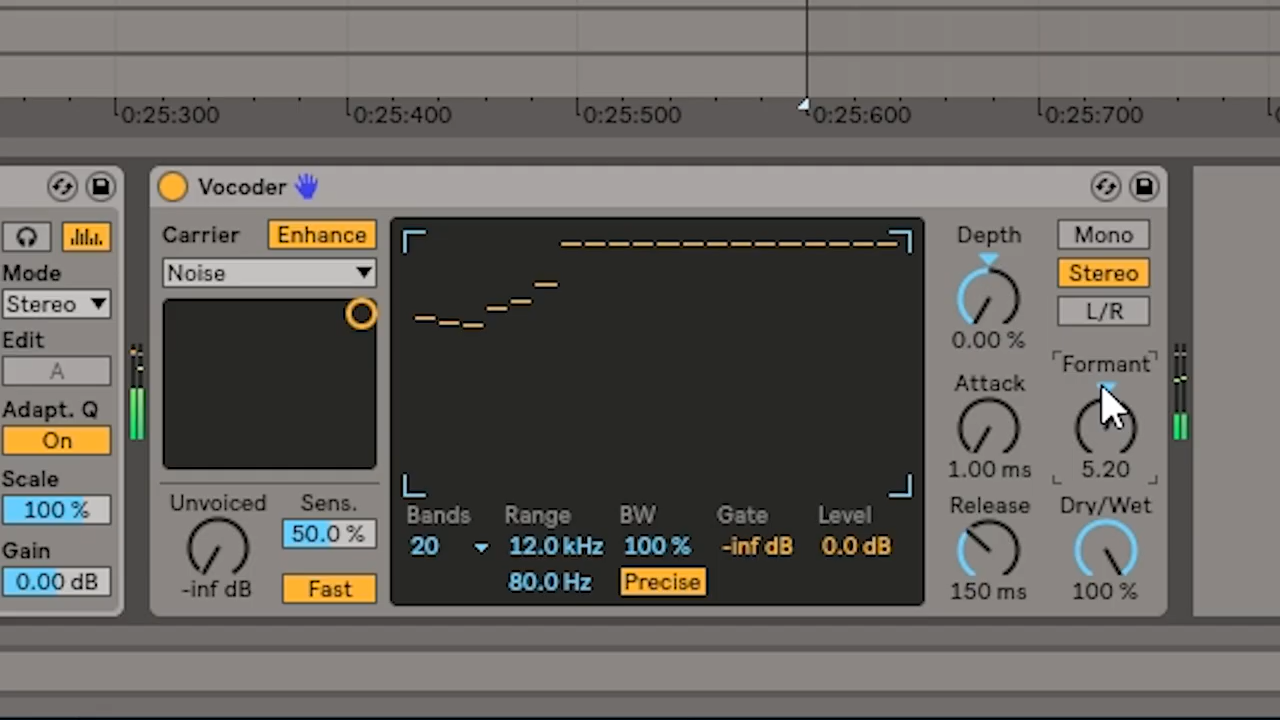 0:25:300
0:25:400
0:25:500
0:25:600
0:25:700
Vocoder
Mode
Stereo
Edit
A
Adapt. Q
On
Scale
100 %
Gain
0.00 dB
Carrier
Enhance
Noise
Unvoiced
-inf dB
Sens.
50.0 %
Fast
Bands
20
Range
12.0 kHz
80.0 Hz
BW
100 %
Precise
Gate
-inf dB
Level
0.0 dB
Depth
0.00 %
Attack
1.00 ms
Release
150 ms
Mono
Stereo
L/R
Formant
5.20
Dry/Wet
100 %